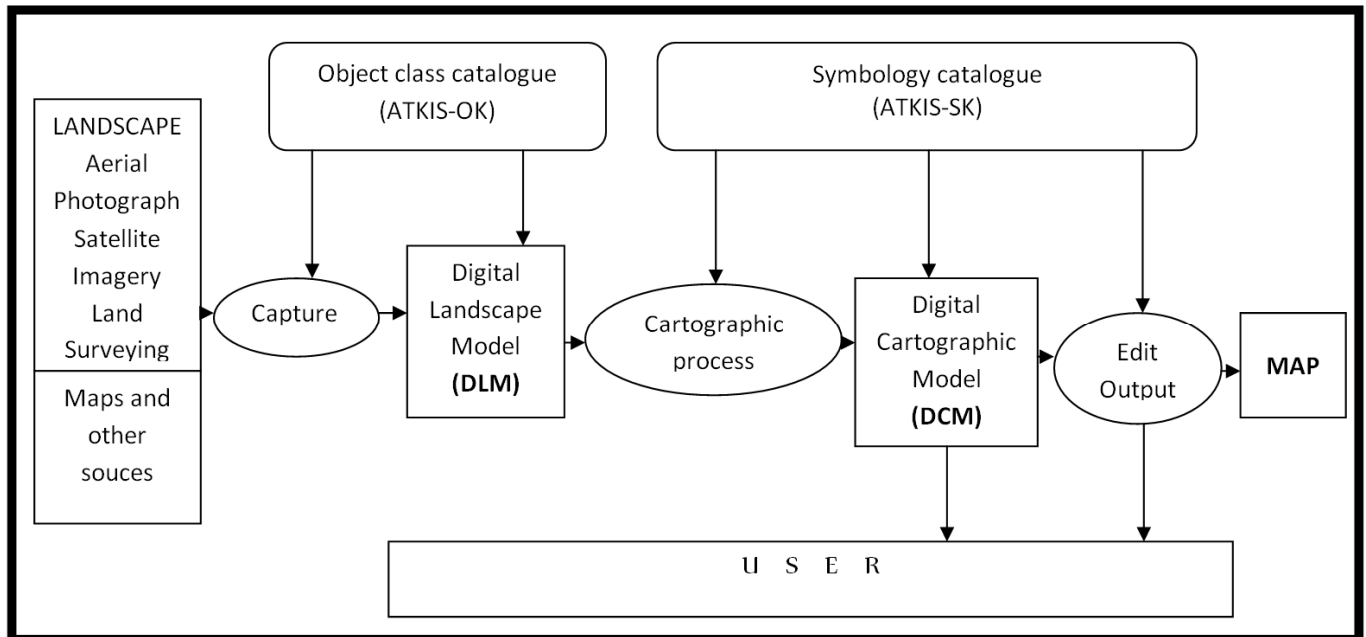 Object class catalogue
(ATKIS-OK)
Symbology catalogue
(ATKIS-SK)
LANDSCAPE
Aerial
Photograph
Satellite
Imagery
Land
Surveying
Maps and
other
souces
Capture
Digital
Landscape
Model
(DLM)
Cartographic
process
Digital
Cartographic
Model
(DCM)
Edit
Output
MAP
U S E R